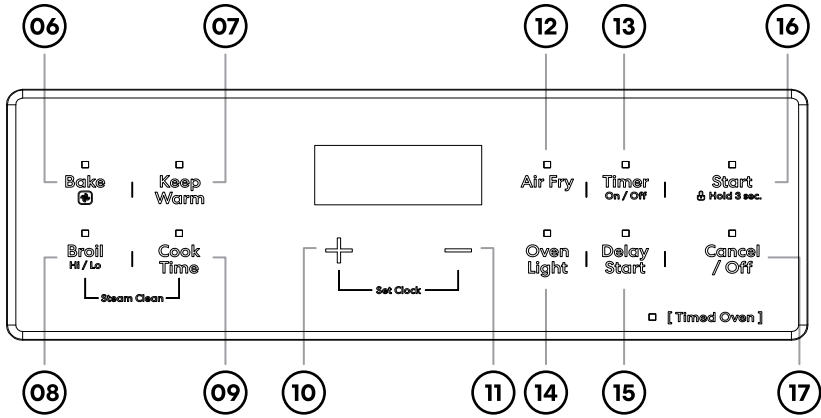 06 07 12 13 16
Bake Keep Warm Air Fry Timer On / Off Start Hold 3 sec.
Broil Hi / Lo Cook Time + − Oven Light Delay Start Cancel / Off
Steam Clean Set Clock
[ Timed Oven ]
08 09 10 11 14 15 17